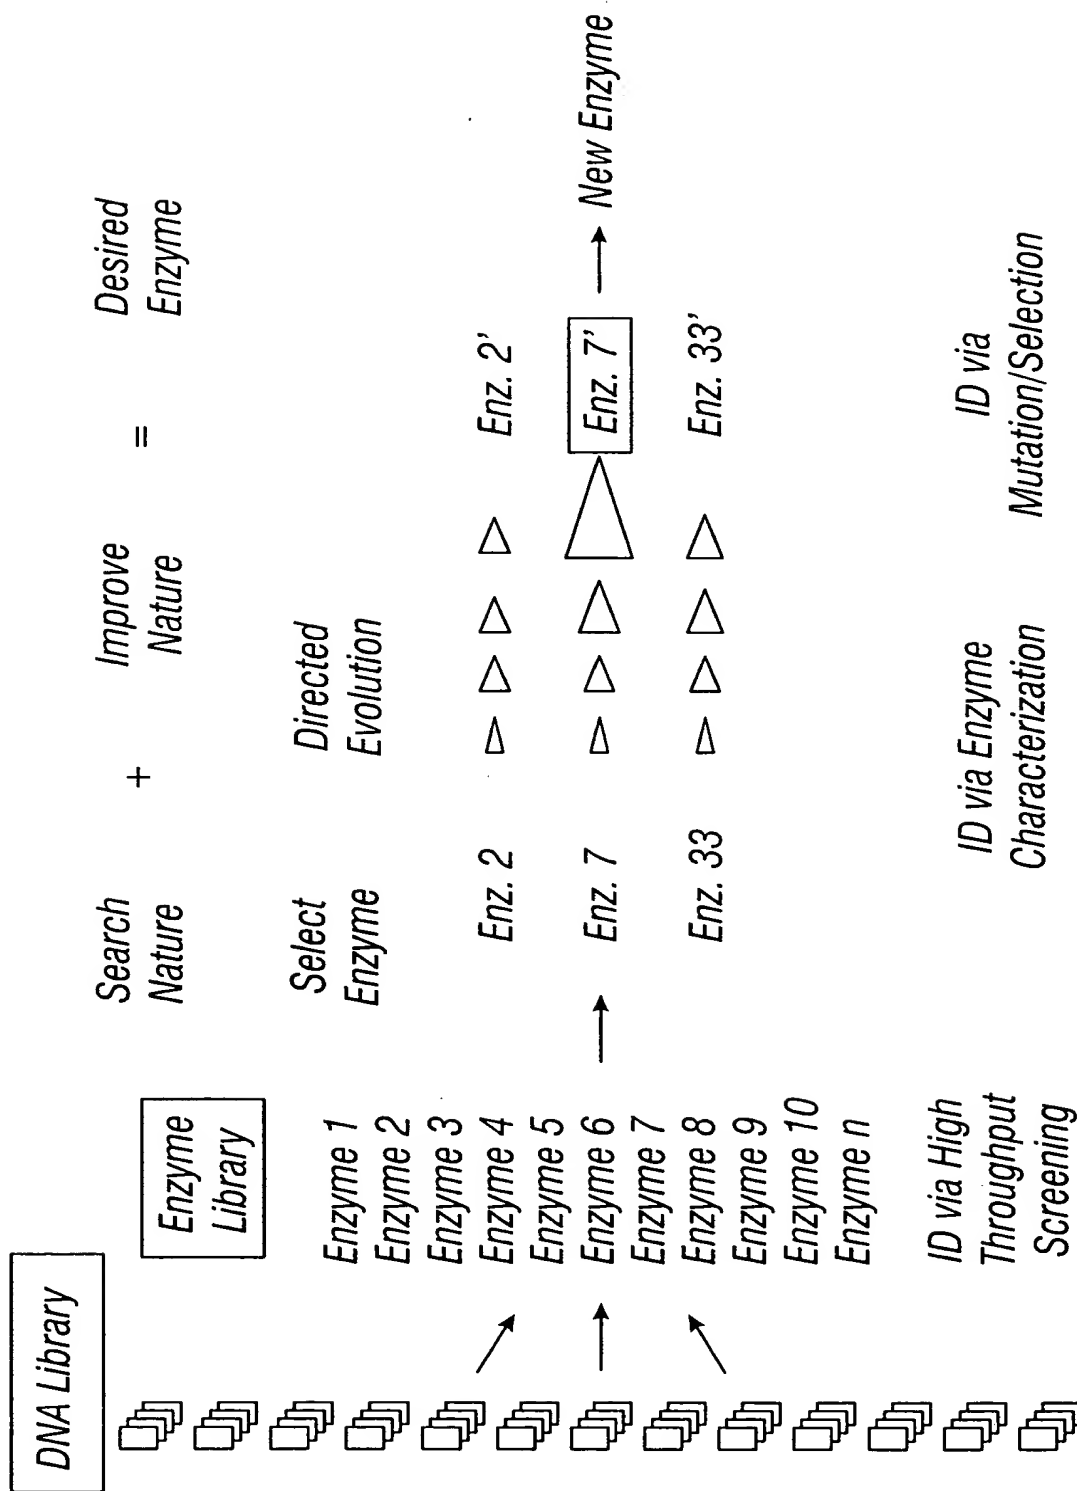 DNA Library
Enzyme
Library
Search
Nature
+
Improve
Nature
=
Desired
Enzyme
Select
Enzyme
Directed
Evolution
Enzyme 1
Enzyme 2
Enzyme 3
Enzyme 4
Enzyme 5
Enzyme 6
Enzyme 7
Enzyme 8
Enzyme 9
Enzyme 10
Enzyme n
Enz. 2
Enz. 7
Enz. 33
Enz. 2'
Enz. 7'
Enz. 33'
New Enzyme
ID via High
Throughput
Screening
ID via Enzyme
Characterization
ID via
Mutation/Selection